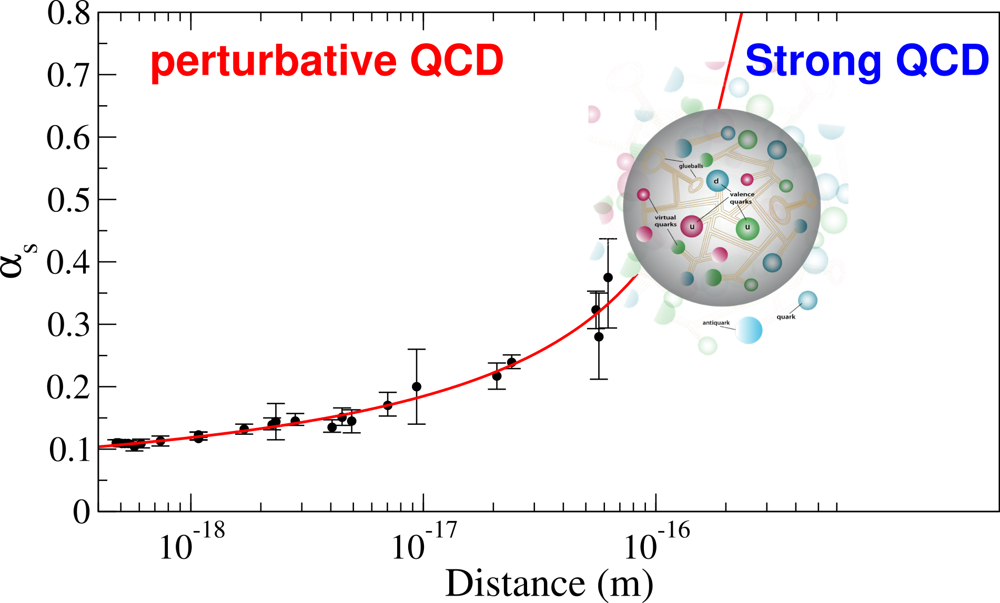 perturbative QCD
Strong QCD
0.8
0.7
0.6
0.5
0.4
0.3
0.2
0.1
0
αs
glueballs
d
valence
quarks
virtual
quarks
u
u
quark
antiquark
10-18
10-17
10-16
Distance (m)